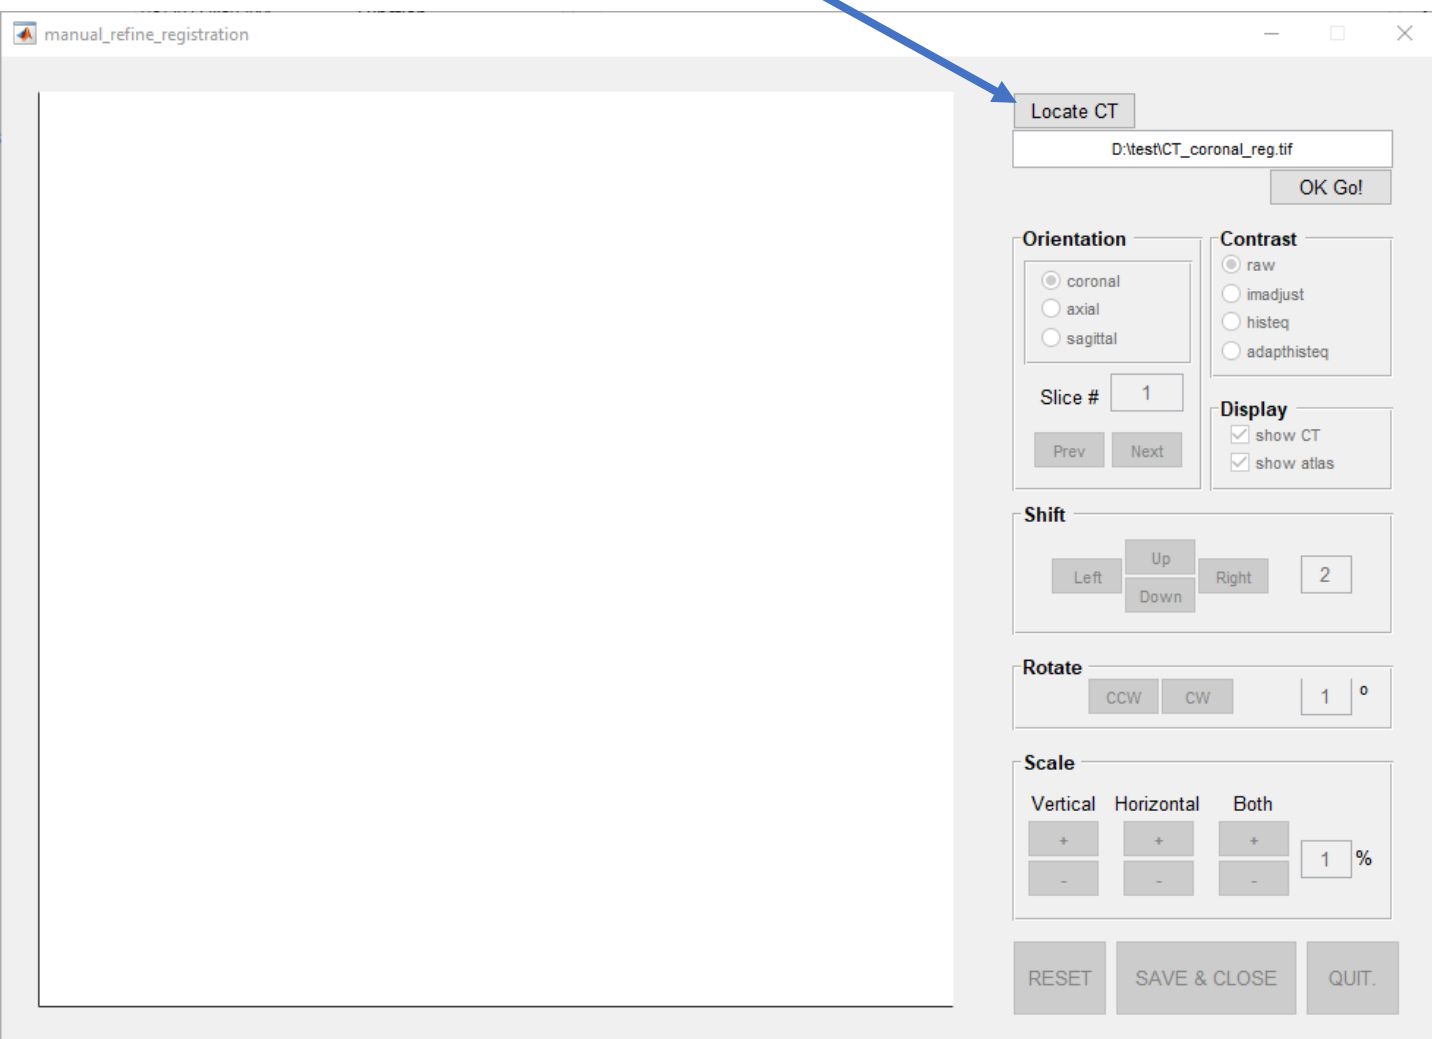 manual_refine_registration
Locate CT
D:\test\CT_coronal_reg.tif
OK Go!
Orientation
coronal
axial
sagittal
Slice # 1
Prev Next
Contrast
raw
imadjust
histeq
adapthisteq
Display
show CT
show atlas
Shift
Up
Left Right 2
Down
Rotate
CCW CW 1 º
Scale
Vertical Horizontal Both
+ + +
1 %
- - -
RESET SAVE & CLOSE QUIT.